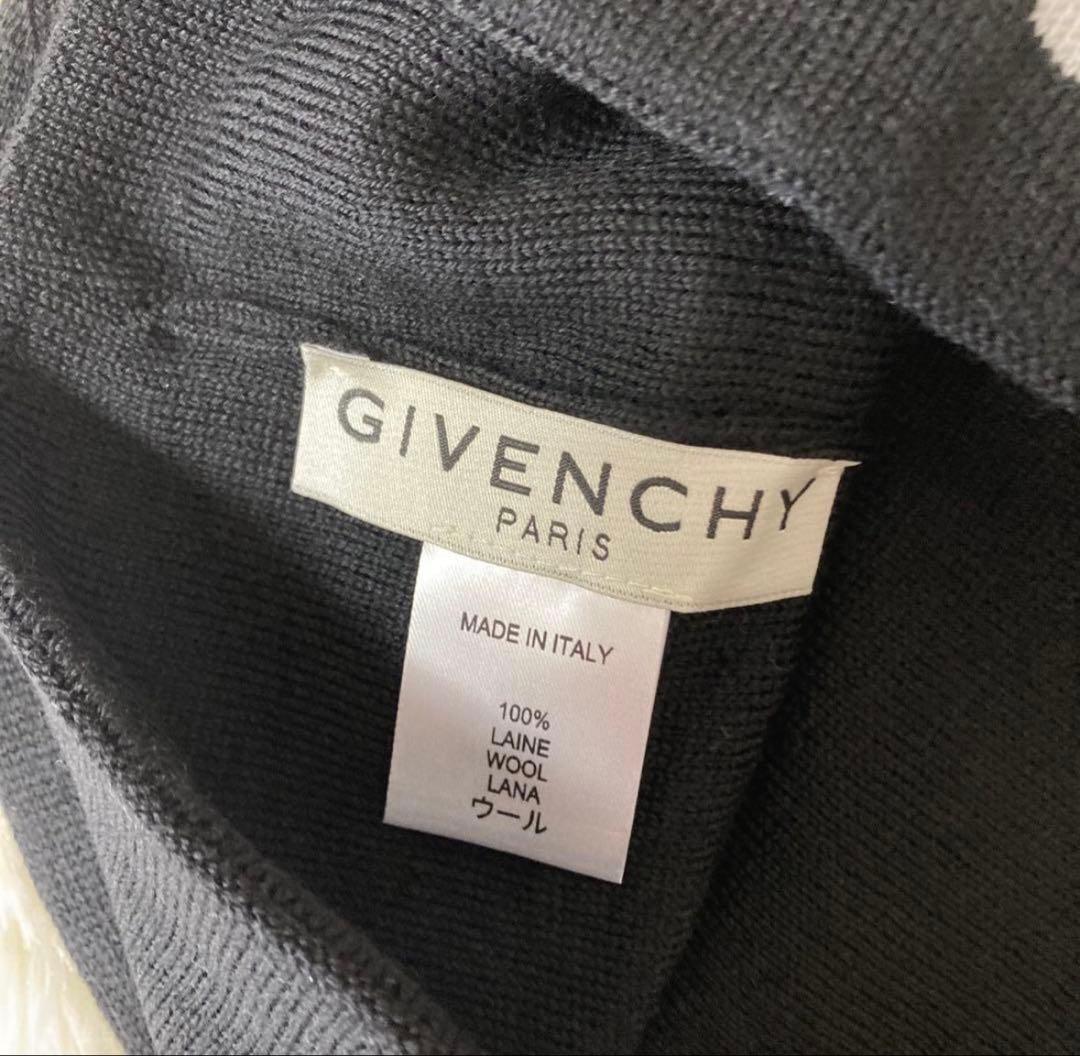 GIVENCHY
PARIS
MADE IN ITALY
100%
LAINE
WOOL
LANA
ウール